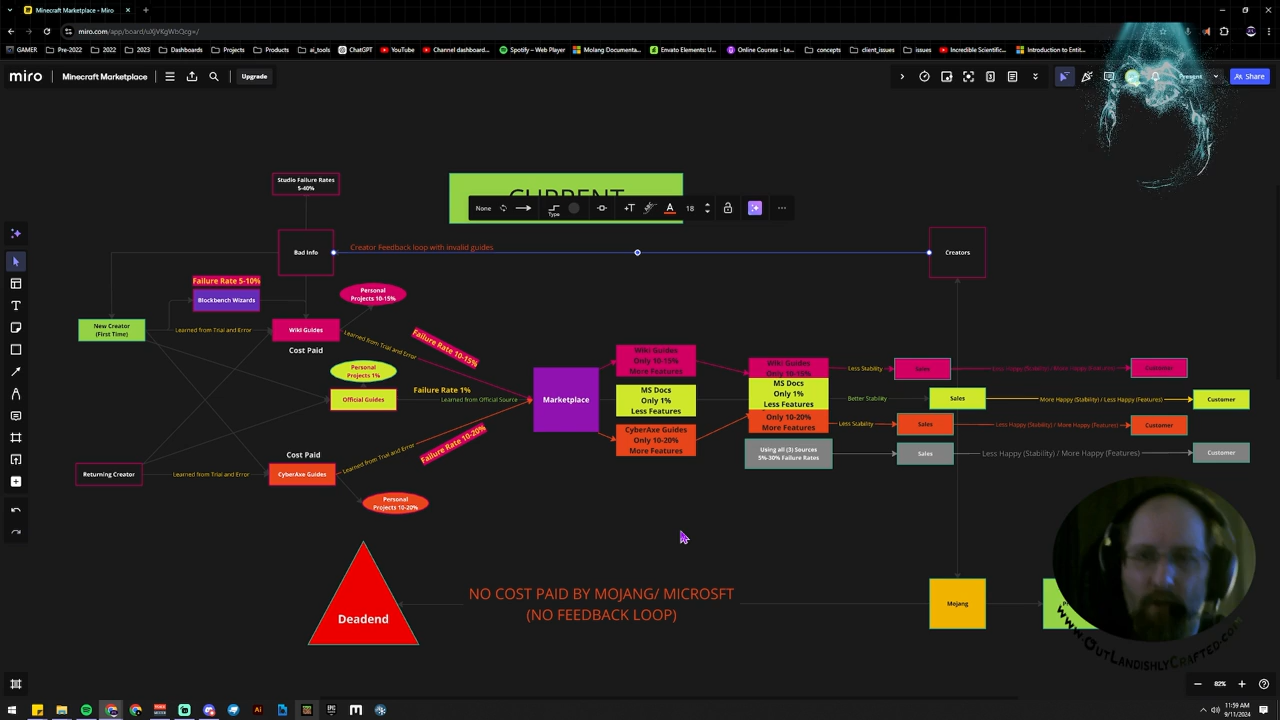 Minecraft Marketplace - Miro
miro.com/app/board/uXjVKgWbQcg=/
GAMER
Pre-2022
2022
2023
Dashboards
Projects
Products
ai_tools
ChatGPT
YouTube
Channel dashboard...
Spotify – Web Player
Molang Documenta...
Envato Elements: U...
Online Courses - Le...
concepts
client_issues
issues
Incredible Scientific...
Introduction to Entit...
miro
Minecraft Marketplace
Upgrade
Present
Share
Studio Failure Rates
5-40%
CURRENT
None
Type
18
Bad Info
Creator Feedback loop with invalid guides
Creators
Failure Rate 5-10%
Blockbench Wizards
Personal
Projects 10-15%
New Creator
(First Time)
Learned from Trial and Error
Wiki Guides
Learned from Trial and Error
Failure Rate 10-15%
Cost Paid
Personal
Projects 1%
Official Guides
Failure Rate 1%
Learned from Official Source
Marketplace
Wiki Guides
Only 10-15%
More Features
MS Docs
Only 1%
Less Features
CyberAxe Guides
Only 10-20%
More Features
Wiki Guides
Only 10-15%
MS Docs
Only 1%
Less Features
Only 10-20%
More Features
Using all (3) Sources
5%-30% Failure Rates
Less Stability
Sales
Less Happy (Stability) / More Happy (Features)
Customer
Better Stability
Sales
More Happy (Stability) / Less Happy (Features)
Customer
Less Stability
Sales
Less Happy (Stability) / More Happy (Features)
Customer
Sales
Less Happy (Stability) / More Happy (Features)
Customer
Cost Paid
Returning Creator
Learned from Trial and Error
CyberAxe Guides
Learned from Trial and Error
Failure Rate 10-20%
Personal
Projects 10-20%
Deadend
NO COST PAID BY MOJANG/ MICROSFT
(NO FEEDBACK LOOP)
Mojang
www.OutLandishlyCrafted.com
82%
11:59 AM
9/11/2024